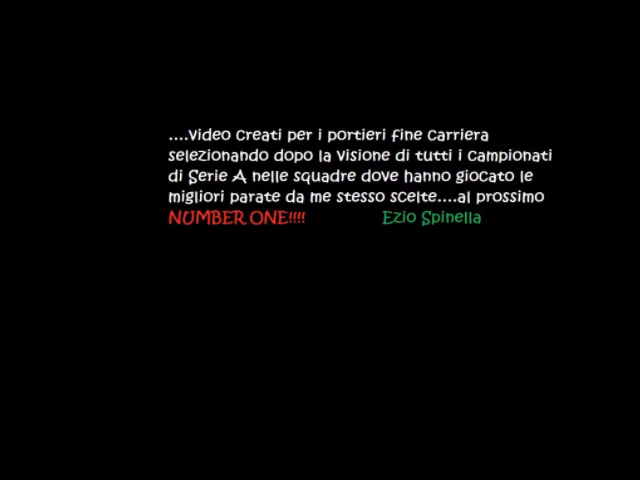 ....video creati per i portieri fine carriera
selezionando dopo la visione di tutti i campionati
di Serie A nelle squadre dove hanno giocato le
migliori parate da me stesso scelte....al prossimo
NUMBER ONE!!!! Ezio Spinella